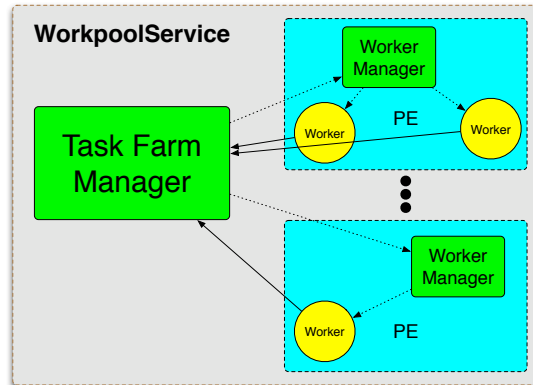 WorkpoolService
Worker
Manager
PE
Worker
Worker
Task Farm
Manager
Worker
Manager
Worker
PE